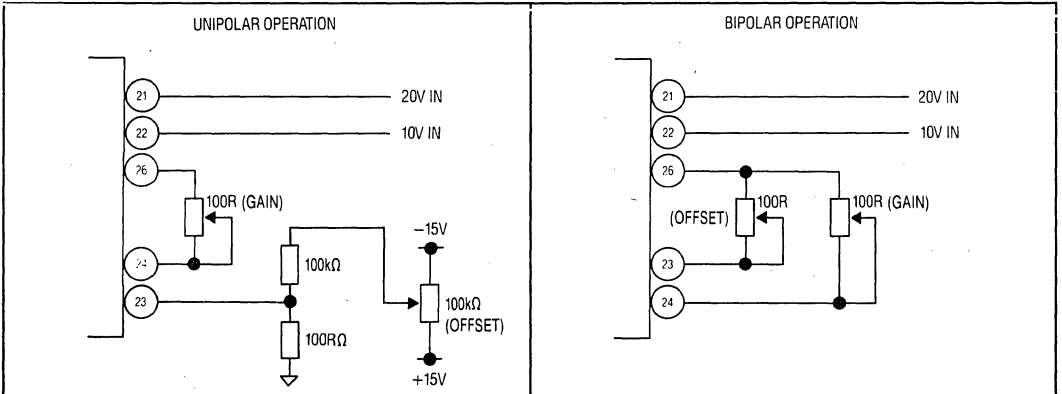 UNIPOLAR OPERATION
21
20V IN
22
10V IN
26
100R (GAIN)
24
23
100kΩ
100RΩ
−15V
100kΩ
(OFFSET)
+15V
BIPOLAR OPERATION
21
20V IN
22
10V IN
26
100R
(OFFSET)
100R (GAIN)
23
24